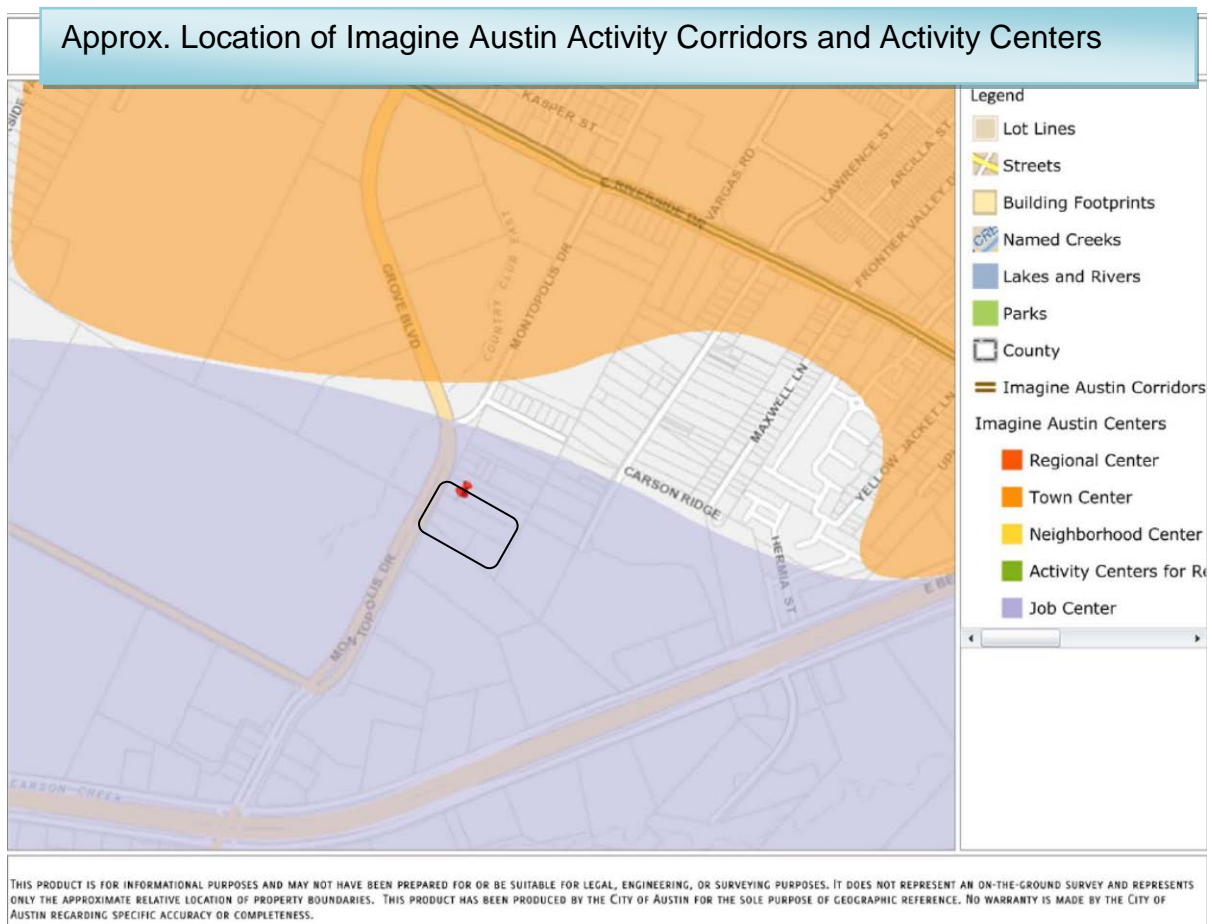 Approx. Location of Imagine Austin Activity Corridors and Activity Centers
KASPER ST
LAWRENCE ST
ARCILLA ST
E RIVERSIDE DR
VARGAS RD
FRONTIER VALLEY D
COUNTRY CLUB EAST
MONTOPOLIS DR
GROVE BLVD
MAXWELL LN
YELLOW JACKET LN
CARSON RIDGE
HERMIA ST
MONTOPOLIS DR
E BE
CARSON CREEK
Legend
Lot Lines
Streets
Building Footprints
CRE
Named Creeks
Lakes and Rivers
Parks
County
Imagine Austin Corridors
Imagine Austin Centers
Regional Center
Town Center
Neighborhood Center
Activity Centers for Re
Job Center
THIS PRODUCT IS FOR INFORMATIONAL PURPOSES AND MAY NOT HAVE BEEN PREPARED FOR OR BE SUITABLE FOR LEGAL, ENGINEERING, OR SURVEYING PURPOSES. IT DOES NOT REPRESENT AN ON-THE-GROUND SURVEY AND REPRESENTS
ONLY THE APPROXIMATE RELATIVE LOCATION OF PROPERTY BOUNDARIES. THIS PRODUCT HAS BEEN PRODUCED BY THE CITY OF AUSTIN FOR THE SOLE PURPOSE OF GEOGRAPHIC REFERENCE. NO WARRANTY IS MADE BY THE CITY OF
AUSTIN REGARDING SPECIFIC ACCURACY OR COMPLETENESS.